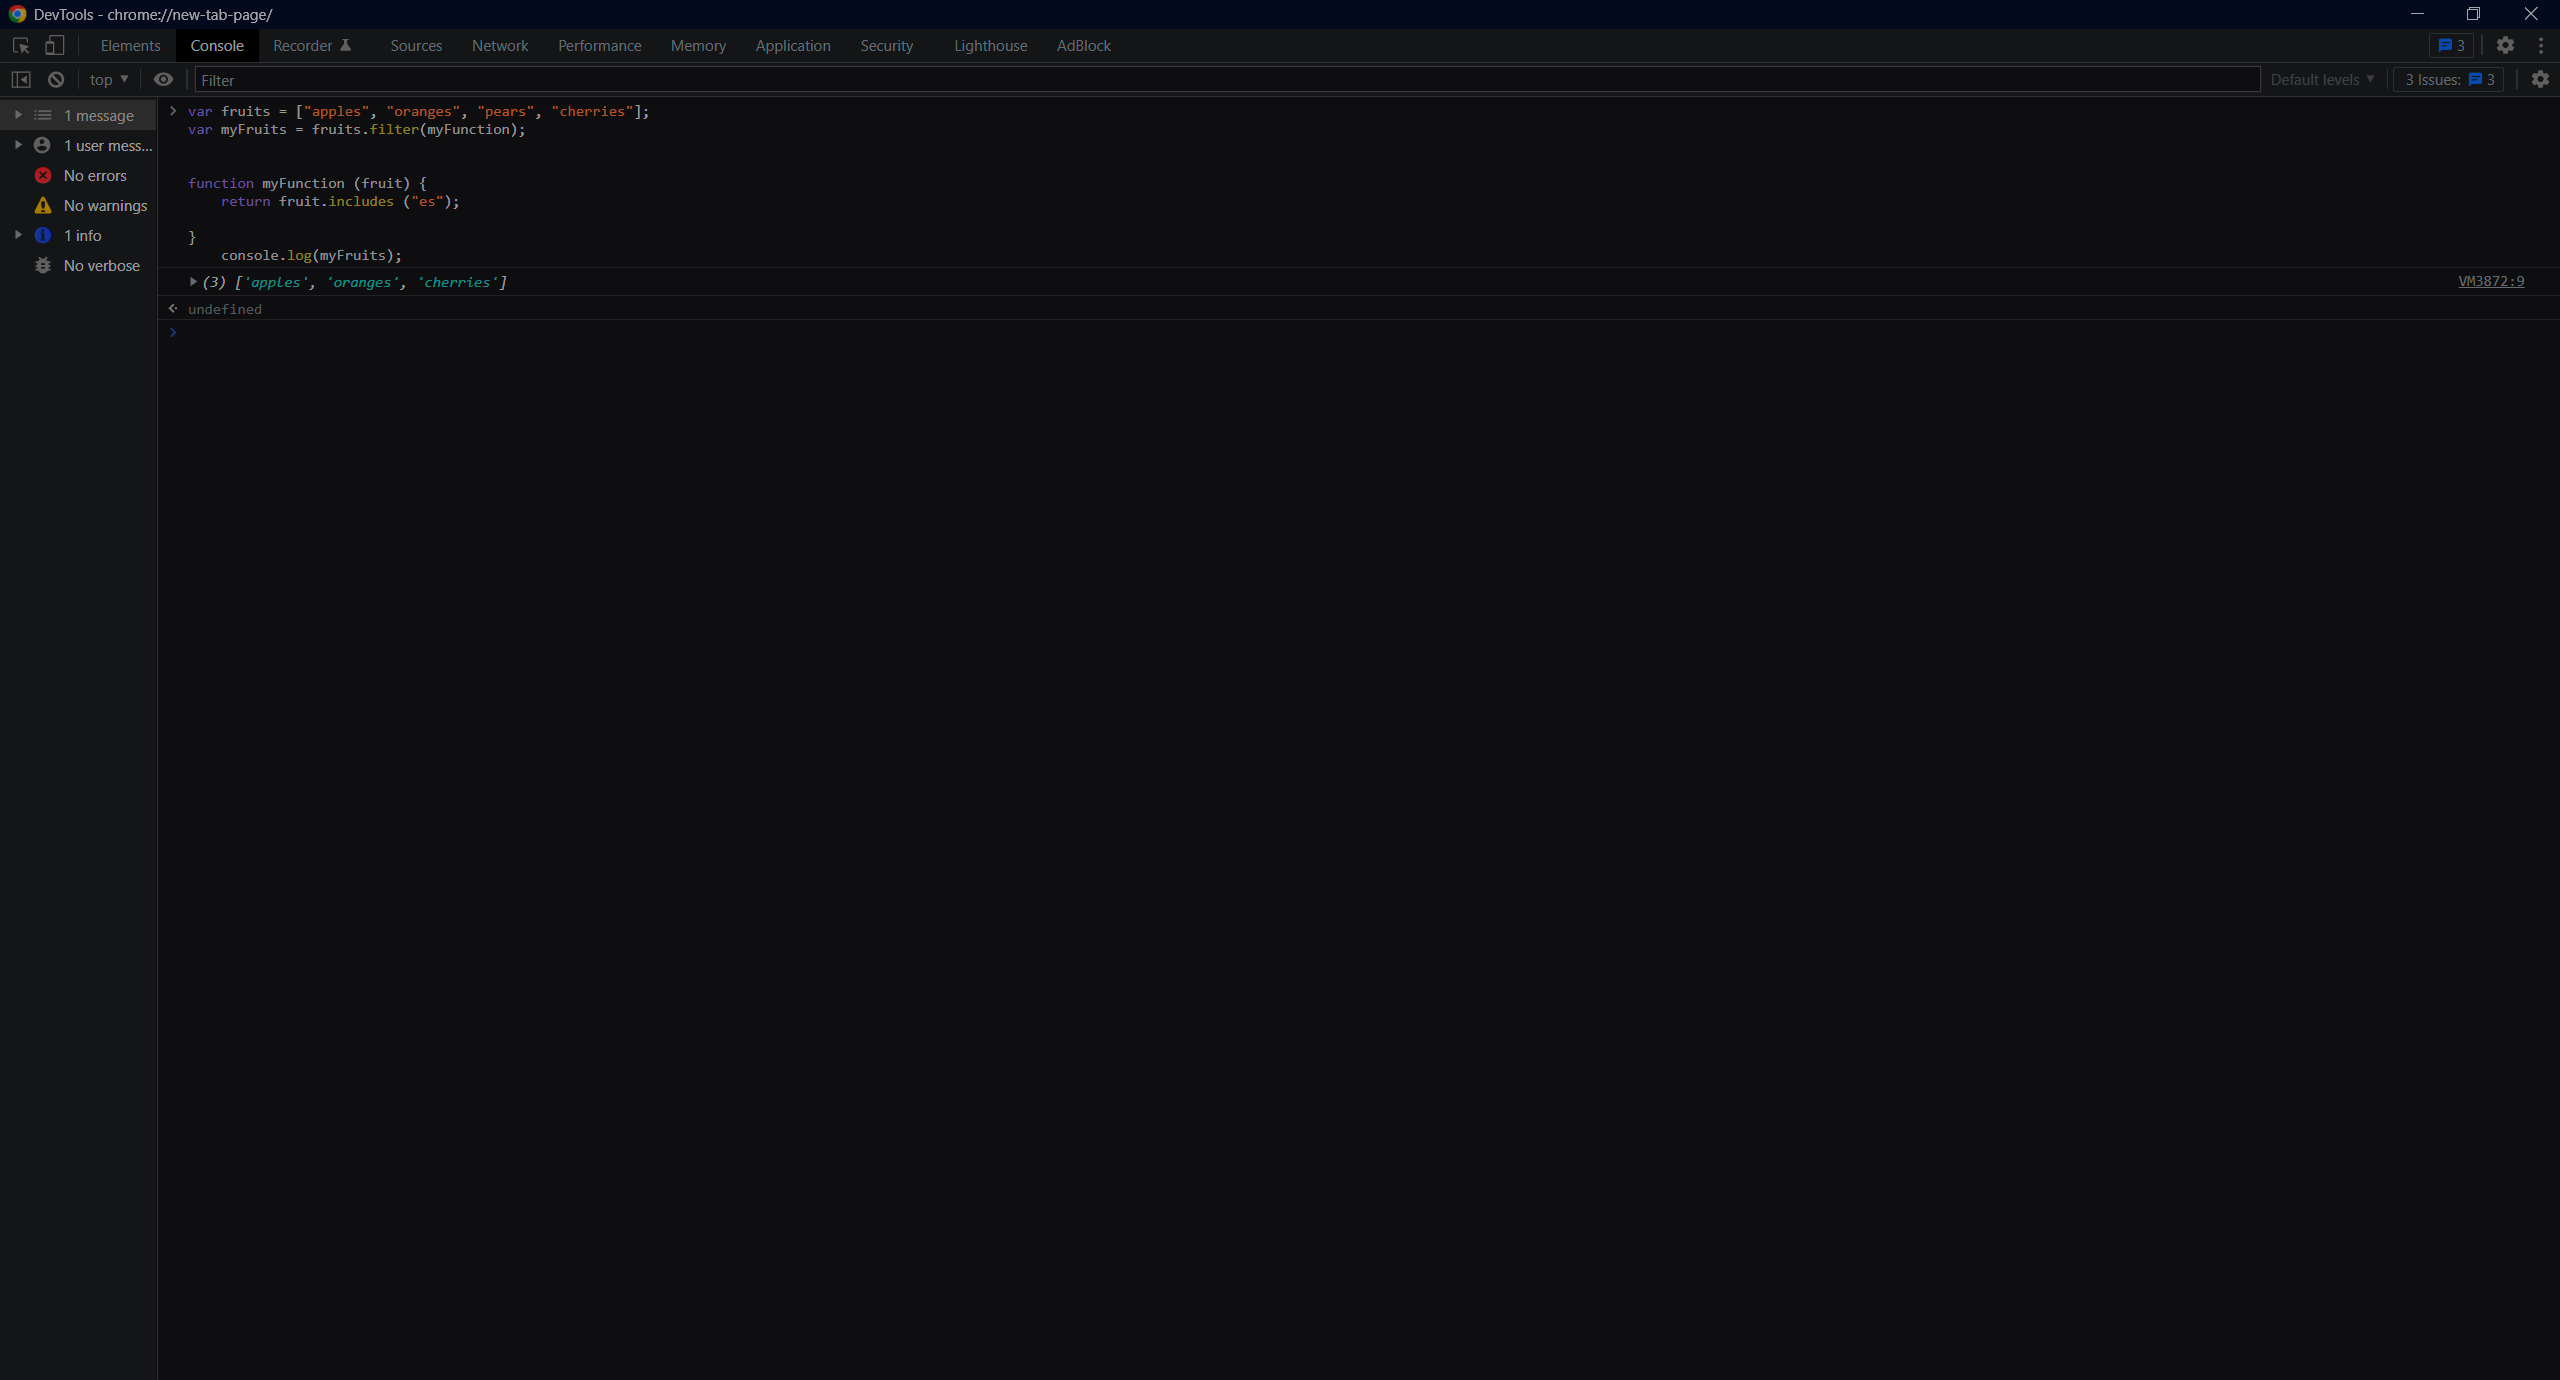 DevTools - chrome://new-tab-page/
Elements Console Recorder Sources Network Performance Memory Application Security Lighthouse AdBlock 3
top Filter Default levels 3 Issues: 3
1 message
1 user mess...
No errors
No warnings
1 info
No verbose
var fruits = ["apples", "oranges", "pears", "cherries"];
var myFruits = fruits.filter(myFunction);
function myFunction (fruit) {
return fruit.includes ("es");
}
console.log(myFruits);
(3) ['apples', 'oranges', 'cherries'] VM3872:9
undefined